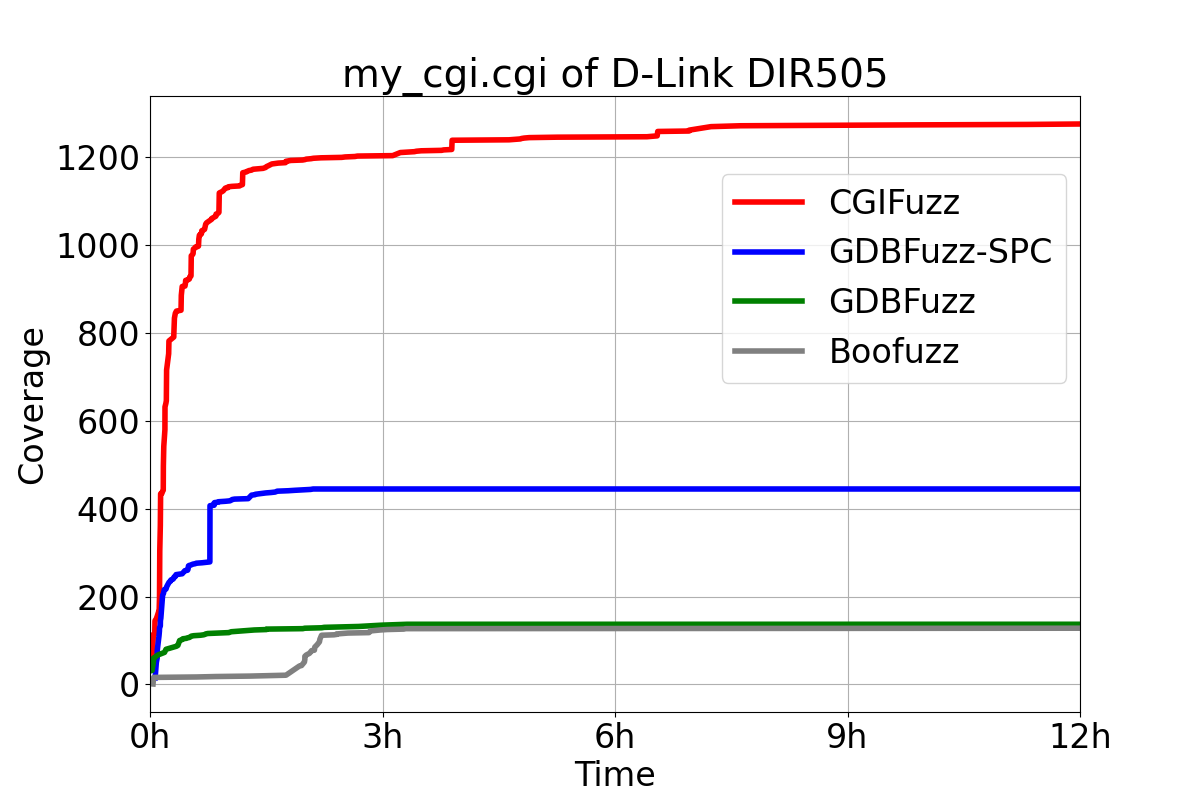 my_cgi.cgi of D-Link DIR505
Coverage
1200
1000
800
600
400
200
0
CGIFuzz
GDBFuzz-SPC
GDBFuzz
Boofuzz
0h 3h 6h 9h 12h
Time